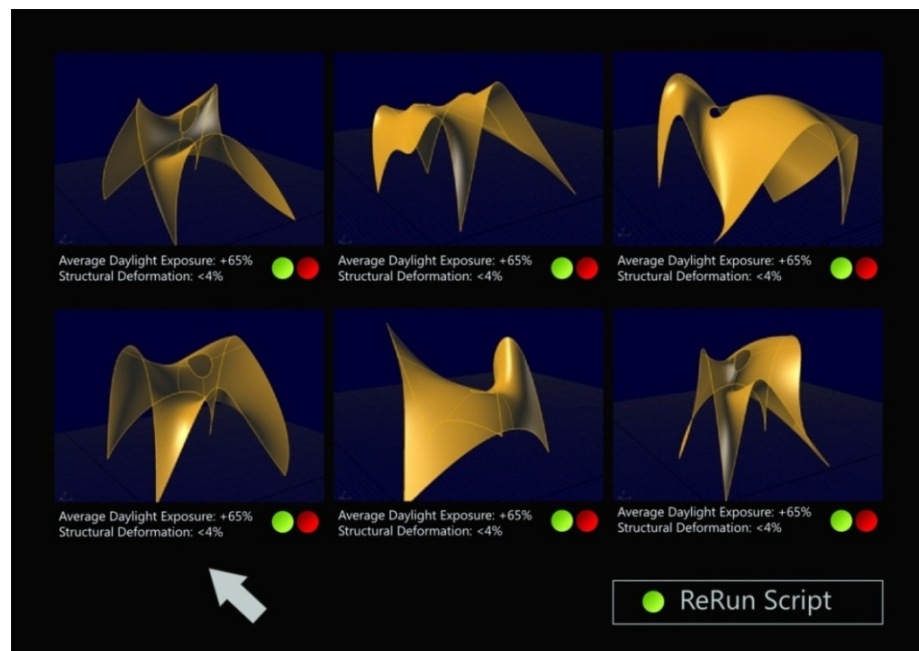 Average Daylight Exposure: +65%
Structural Deformation: <4%
Average Daylight Exposure: +65%
Structural Deformation: <4%
Average Daylight Exposure: +65%
Structural Deformation: <4%
Average Daylight Exposure: +65%
Structural Deformation: <4%
Average Daylight Exposure: +65%
Structural Deformation: <4%
Average Daylight Exposure: +65%
Structural Deformation: <4%
ReRun Script